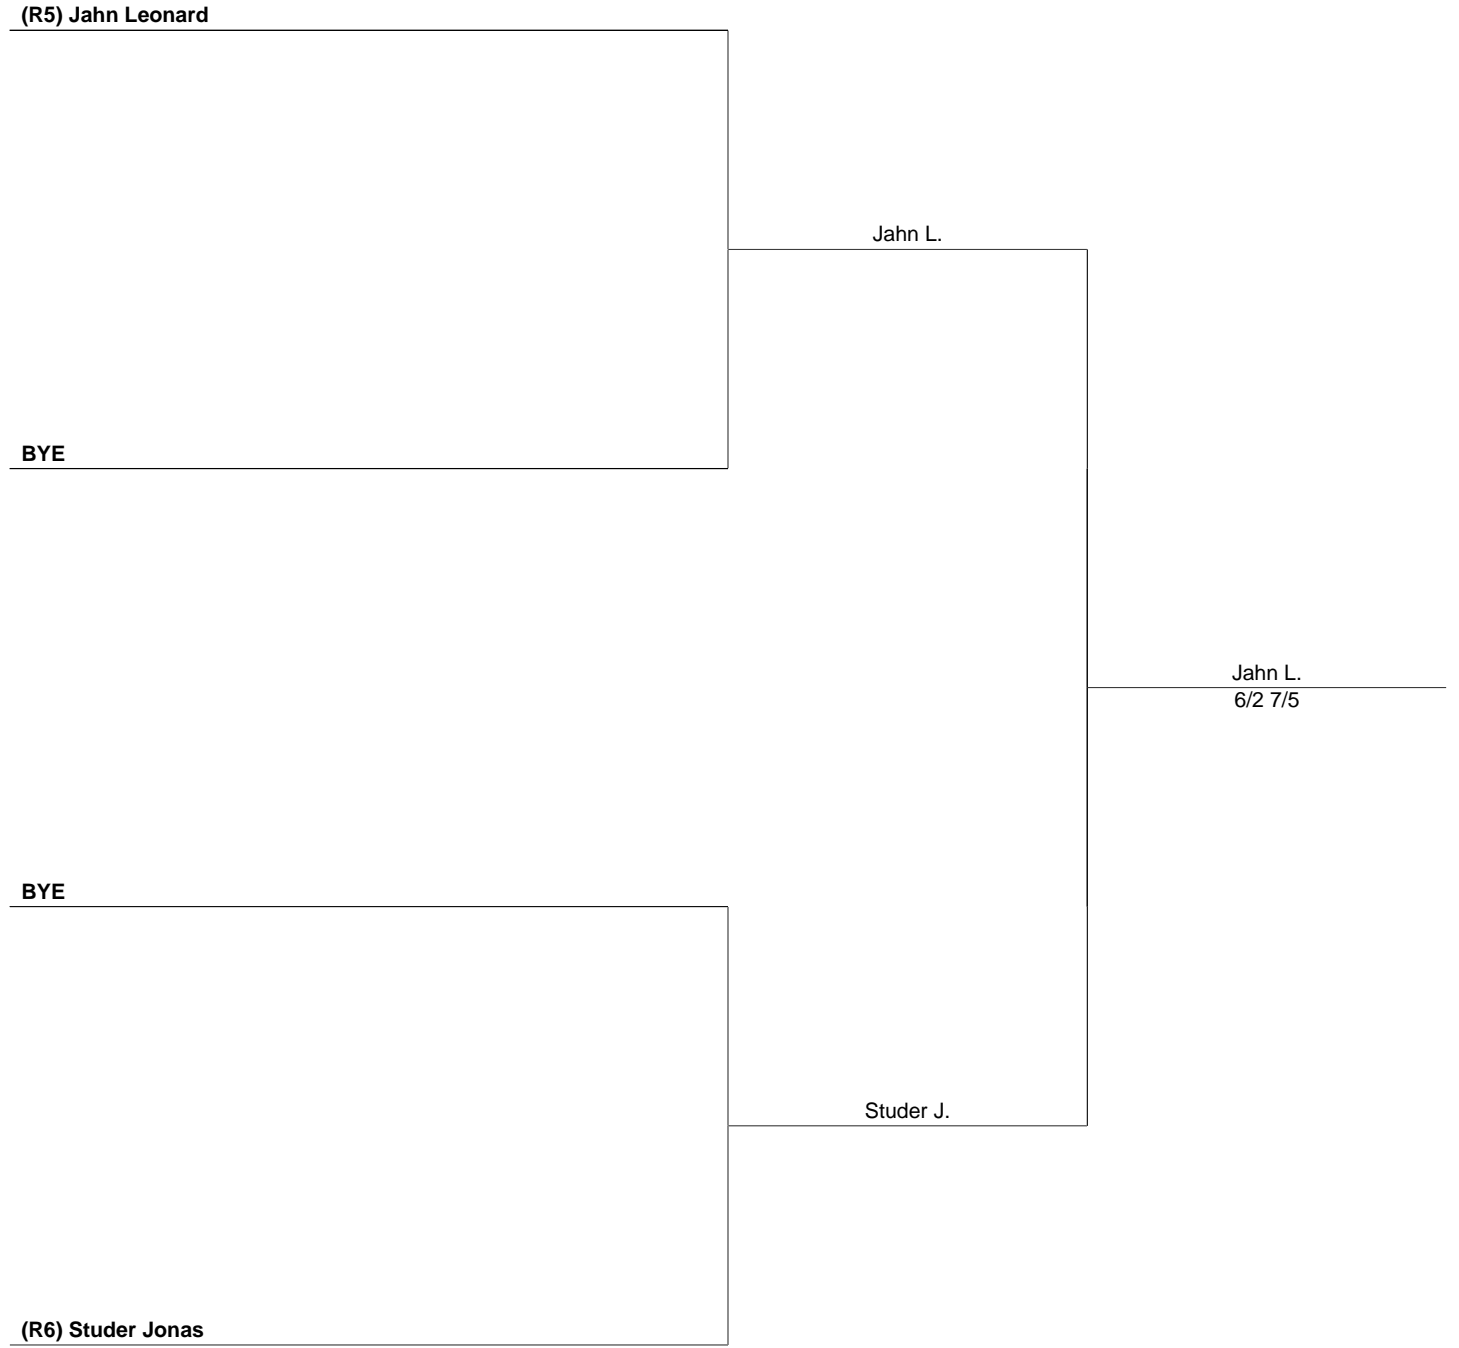 (R5) Jahn Leonard
Jahn L.
BYE
Jahn L.
6/2 7/5
BYE
Studer J.
(R6) Studer Jonas